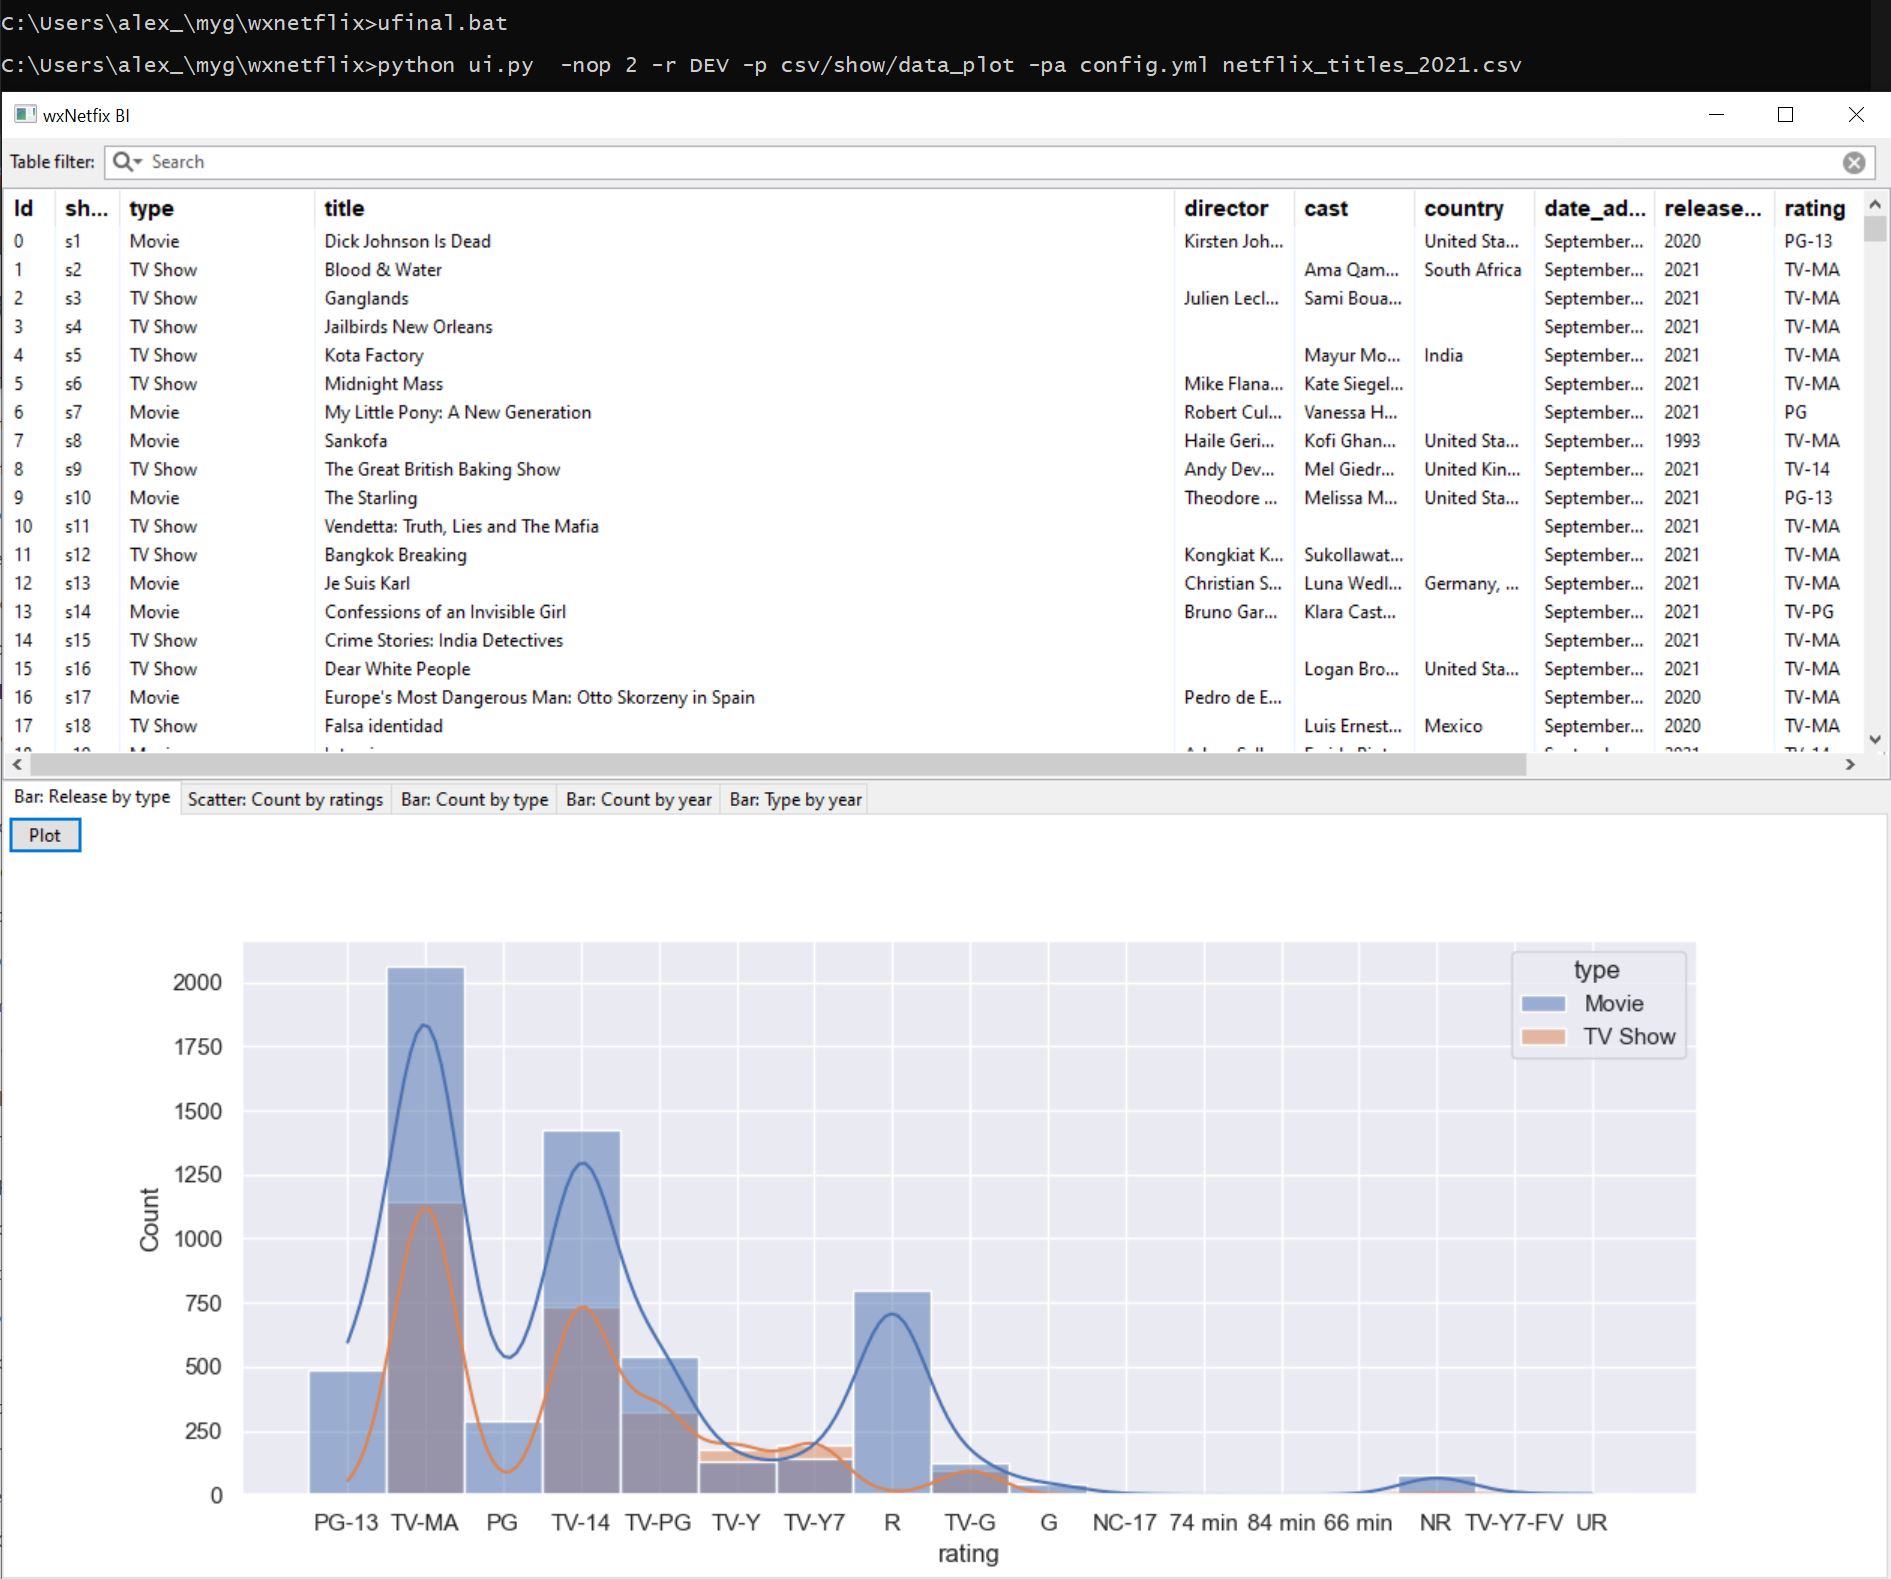 C:\Users\alex_\myg\wxnetflix>ufinal.bat
C:\Users\alex_\myg\wxnetflix>python ui.py  -nop 2 -r DEV -p csv/show/data_plot -pa config.yml netflix_titles_2021.csv
wxNetfix BI
Table filter: Search
Id sh... type title director cast country date_ad... release... rating
0 s1 Movie Dick Johnson Is Dead Kirsten Joh... United Sta... September... 2020 PG-13
1 s2 TV Show Blood & Water Ama Qam... South Africa September... 2021 TV-MA
2 s3 TV Show Ganglands Julien Lecl... Sami Boua... September... 2021 TV-MA
3 s4 TV Show Jailbirds New Orleans September... 2021 TV-MA
4 s5 TV Show Kota Factory Mayur Mo... India September... 2021 TV-MA
5 s6 TV Show Midnight Mass Mike Flana... Kate Siegel... September... 2021 TV-MA
6 s7 Movie My Little Pony: A New Generation Robert Cul... Vanessa H... September... 2021 PG
7 s8 Movie Sankofa Haile Geri... Kofi Ghan... United Sta... September... 1993 TV-MA
8 s9 TV Show The Great British Baking Show Andy Dev... Mel Giedr... United Kin... September... 2021 TV-14
9 s10 Movie The Starling Theodore ... Melissa M... United Sta... September... 2021 PG-13
10 s11 TV Show Vendetta: Truth, Lies and The Mafia September... 2021 TV-MA
11 s12 TV Show Bangkok Breaking Kongkiat K... Sukollawat... September... 2021 TV-MA
12 s13 Movie Je Suis Karl Christian S... Luna Wedl... Germany, ... September... 2021 TV-MA
13 s14 Movie Confessions of an Invisible Girl Bruno Gar... Klara Cast... September... 2021 TV-PG
14 s15 TV Show Crime Stories: India Detectives September... 2021 TV-MA
15 s16 TV Show Dear White People Logan Bro... United Sta... September... 2021 TV-MA
16 s17 Movie Europe's Most Dangerous Man: Otto Skorzeny in Spain Pedro de E... September... 2020 TV-MA
17 s18 TV Show Falsa identidad Luis Ernest... Mexico September... 2020 TV-MA
Bar: Release by type Scatter: Count by ratings Bar: Count by type Bar: Count by year Bar: Type by year
Plot
type
Movie
TV Show
2000
1750
1500
1250
1000
750
500
250
0
Count
PG-13 TV-MA PG TV-14 TV-PG TV-Y TV-Y7 R TV-G G NC-17 74 min 84 min 66 min NR TV-Y7-FV UR
rating